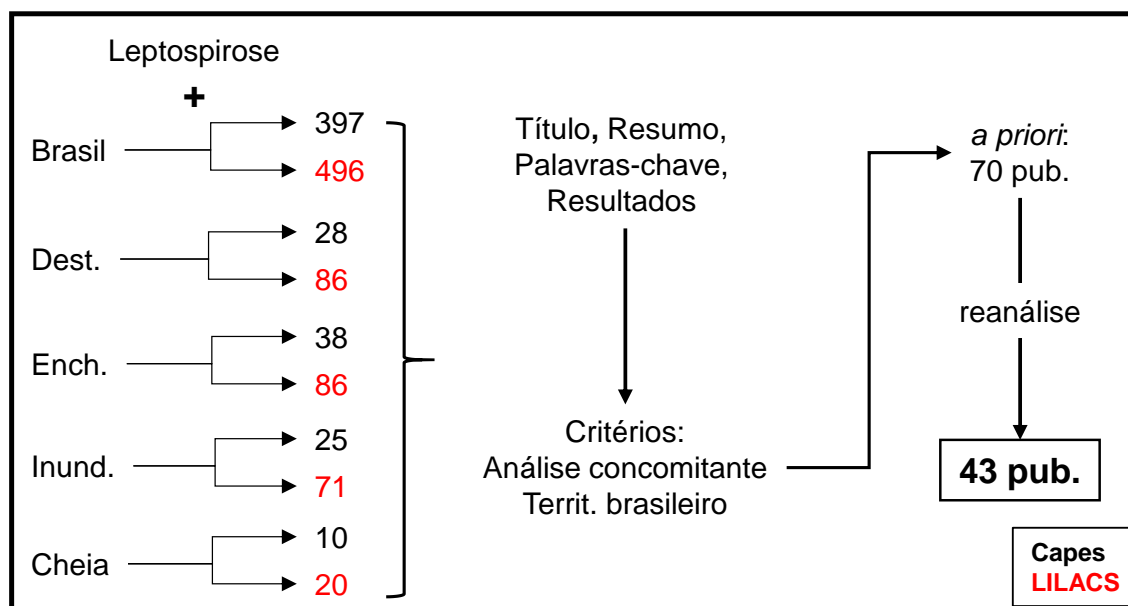 Leptospirose
+
Brasil
397
496
Dest.
28
86
Ench.
38
86
Inund.
25
71
Cheia
10
20
Título, Resumo,
Palavras-chave,
Resultados
Critérios:
Análise concomitante
Territ. brasileiro
a priori:
70 pub.
reanálise
43 pub.
Capes
LILACS